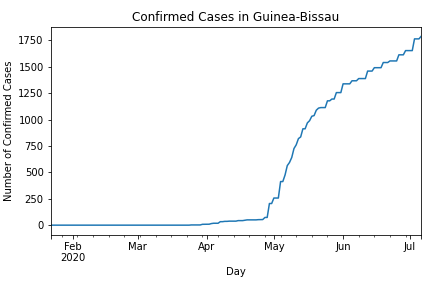 Confirmed Cases in Guinea-Bissau
Number of Confirmed Cases
1750
1500
1250
1000
750
500
250
0
Feb
2020
Mar
Apr
May
Jun
Jul
Day